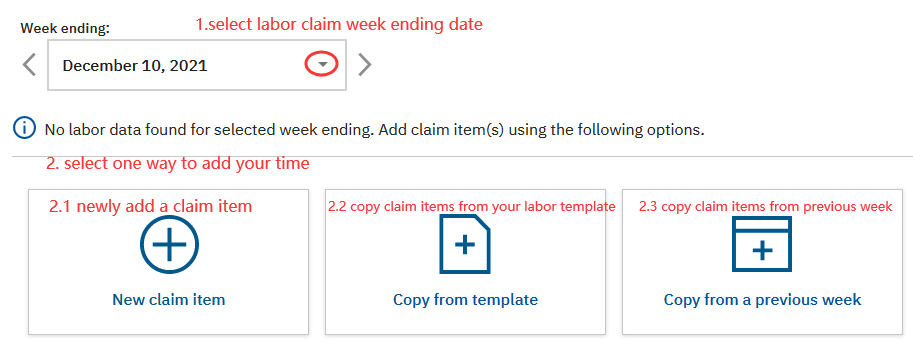 1.select labor claim week ending date
Week ending:
December 10, 2021
No labor data found for selected week ending. Add claim item(s) using the following options.
2. select one way to add your time
2.1 newly add a claim item
2.2 copy claim items from your labor template
2.3 copy claim items from previous week
New claim item
Copy from template
Copy from a previous week